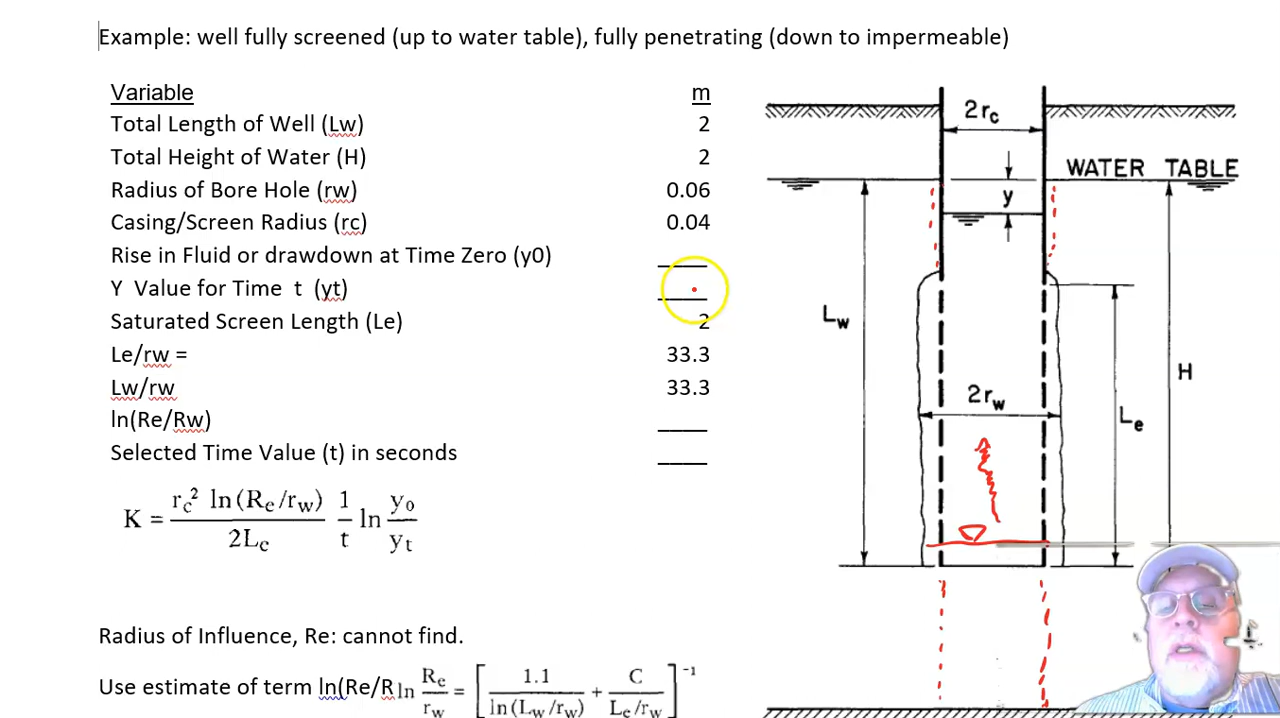 Example: well fully screened (up to water table), fully penetrating (down to impermeable)
Variable m
Total Length of Well (Lw) 2
Total Height of Water (H) 2
Radius of Bore Hole (rw) 0.06
Casing/Screen Radius (rc) 0.04
Rise in Fluid or drawdown at Time Zero (y0) ____
Y Value for Time t (yt) ____
Saturated Screen Length (Le) 2
Le/rw = 33.3
Lw/rw 33.3
ln(Re/Rw) ____
Selected Time Value (t) in seconds ____
K = rc² ln (Re/rw) / 2Le 1/t ln yo/yt
Radius of Influence, Re: cannot find.
Use estimate of term ln(Re/R ln Re/rw = [ 1.1 / ln (Lw/rw) + C / Le/rw ]⁻¹
2rc
WATER TABLE
y
Lw
H
2rw
Le